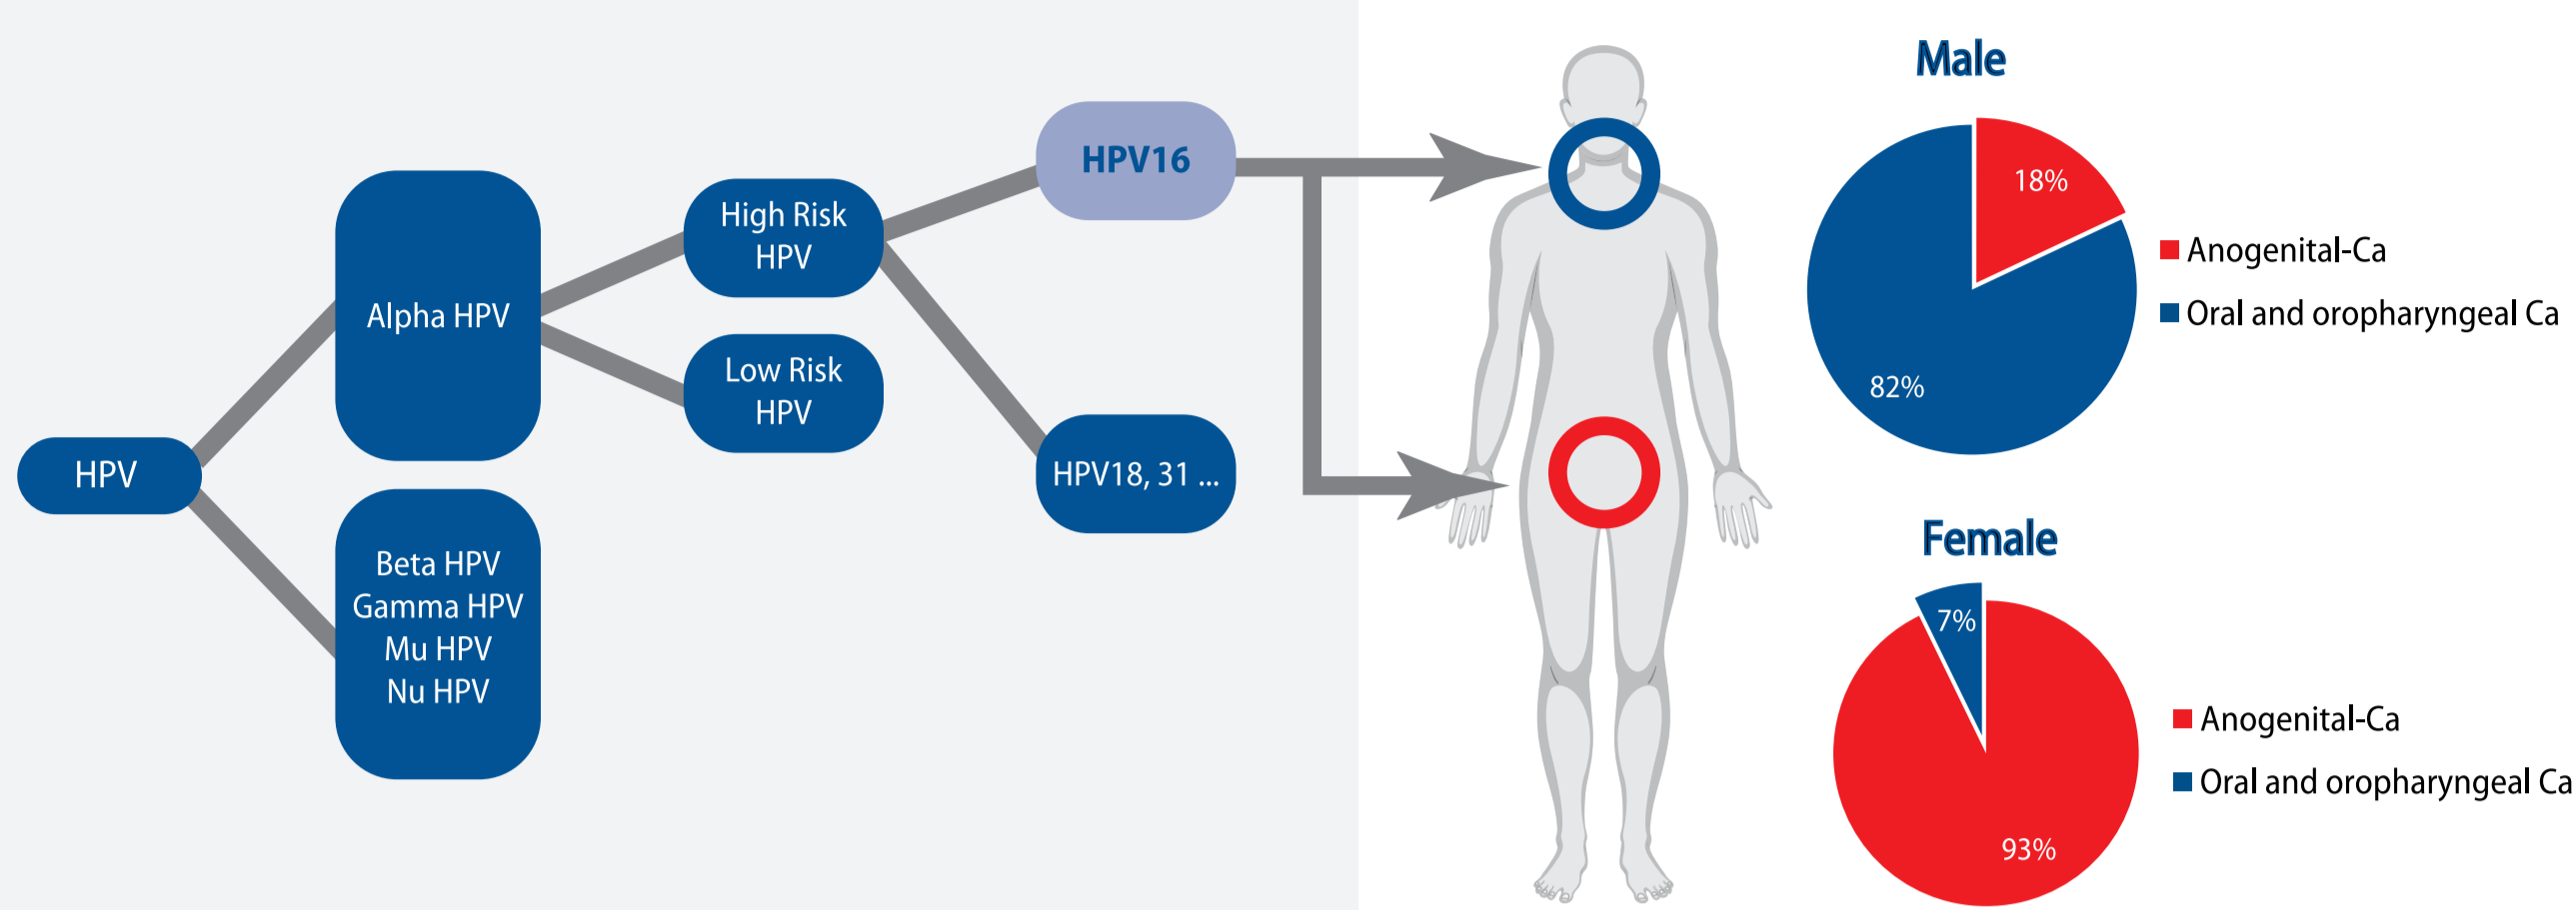 HPV
Alpha HPV
Beta HPV
Gamma HPV
Mu HPV
Nu HPV
High Risk
HPV
Low Risk
HPV
HPV16
HPV18, 31 ...
Male
18%
82%
Anogenital-Ca
Oral and oropharyngeal Ca
Female
7%
93%
Anogenital-Ca
Oral and oropharyngeal Ca